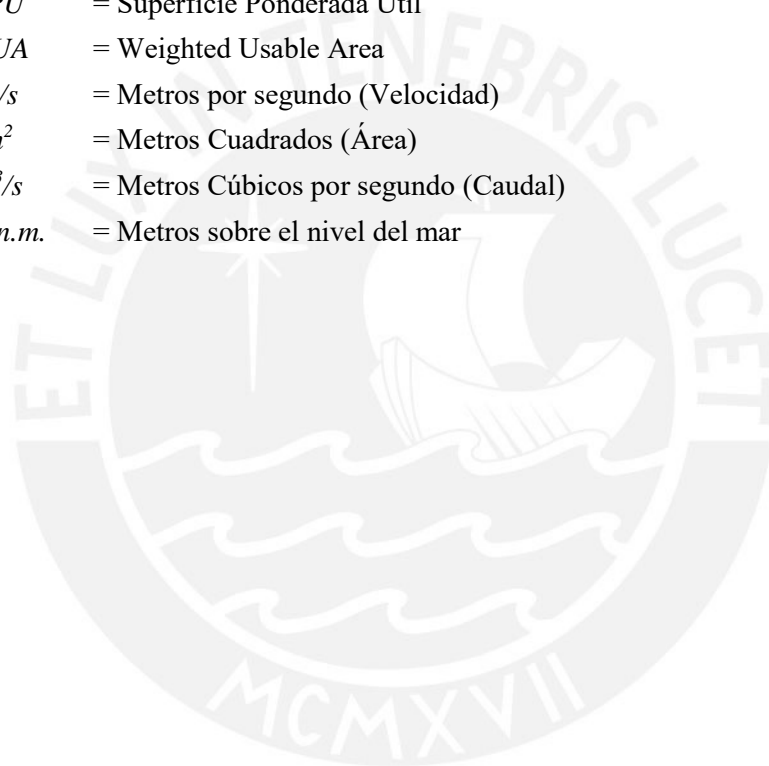 = Superficie Ponderada Útil
UA = Weighted Usable Area
/s = Metros por segundo (Velocidad)
= Metros Cuadrados (Área)
/s = Metros Cúbicos por segundo (Caudal)
.m. = Metros sobre el nivel del mar
ET LUX IN TENEBRIS LUCET
MCMXVII